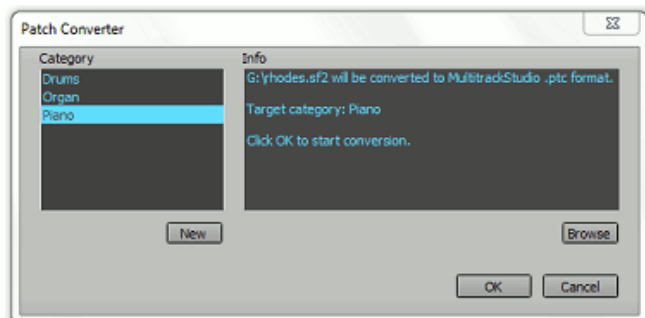 Patch Converter
Category
Info
Drums
Organ
Piano
G:\rhodes.sf2 will be converted to MultitrackStudio .ptc format.
Target category: Piano
Click OK to start conversion.
New
Browse
OK
Cancel